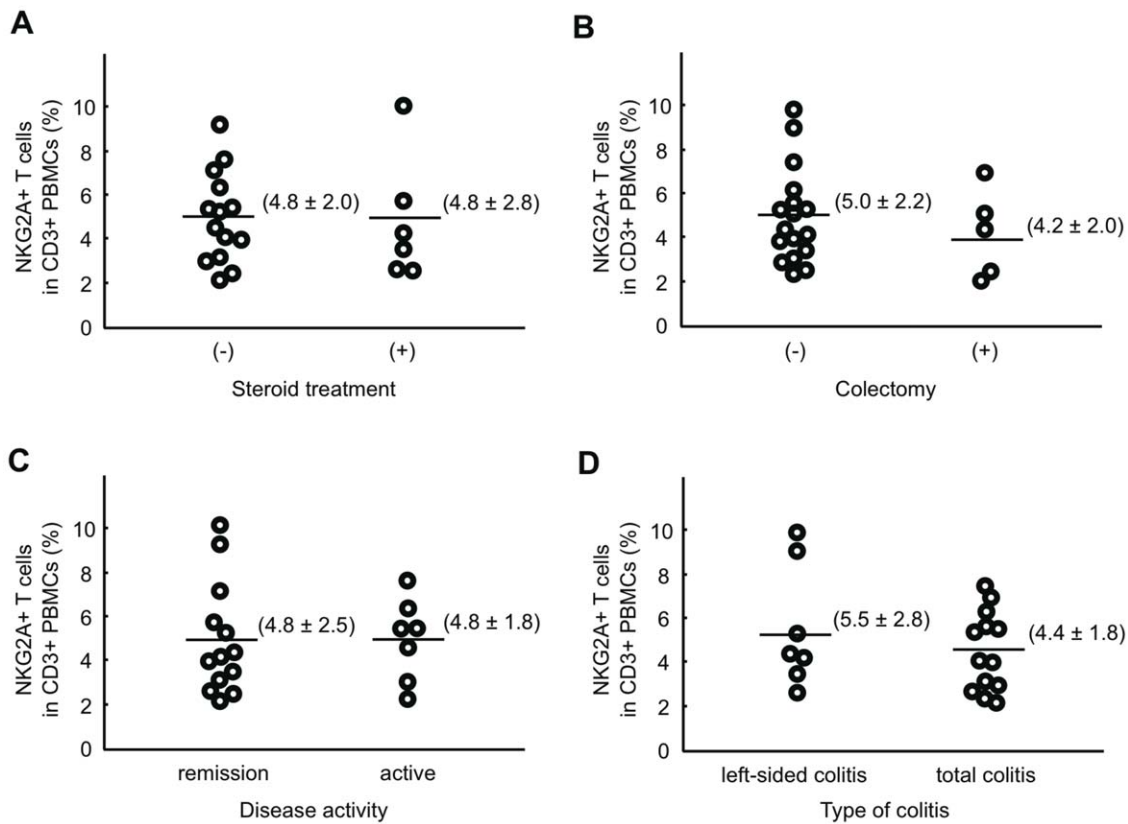 A
NKG2A+ T cells
in CD3+ PBMCs (%)
10
8
6
4
2
0
(4.8 ± 2.0)
(4.8 ± 2.8)
(-)
(+)
Steroid treatment
B
NKG2A+ T cells
in CD3+ PBMCs (%)
10
8
6
4
2
0
(5.0 ± 2.2)
(4.2 ± 2.0)
(-)
(+)
Colectomy
C
NKG2A+ T cells
in CD3+ PBMCs (%)
10
8
6
4
2
0
(4.8 ± 2.5)
(4.8 ± 1.8)
remission
active
Disease activity
D
NKG2A+ T cells
in CD3+ PBMCs (%)
10
8
6
4
2
0
(5.5 ± 2.8)
(4.4 ± 1.8)
left-sided colitis
total colitis
Type of colitis